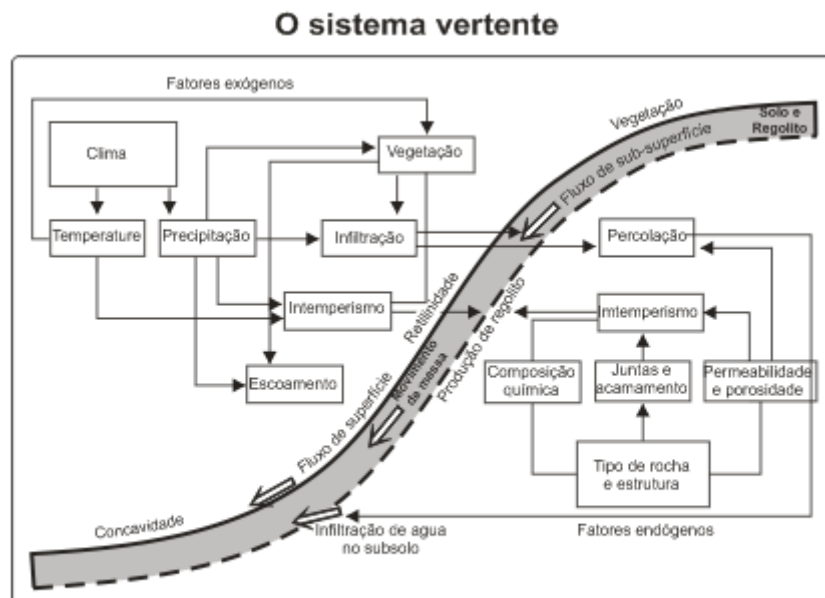 O sistema vertente
Fatores exógenos
Clima
Vegetação
Temperature
Precipitação
Infiltração
Intemperismo
Escoamento
Vegetação
Solo e
Regolito
Fluxo de sub-superfície
Percolação
Retilinidade
Produção de regolito
Movimento
de massa
Imtemperismo
Composição
química
Juntas e
acamamento
Permeabilidade
e porosidade
Tipo de rocha
e estrutura
Fluxo de superfície
Concavidade
Infiltração de agua
no subsolo
Fatores endógenos